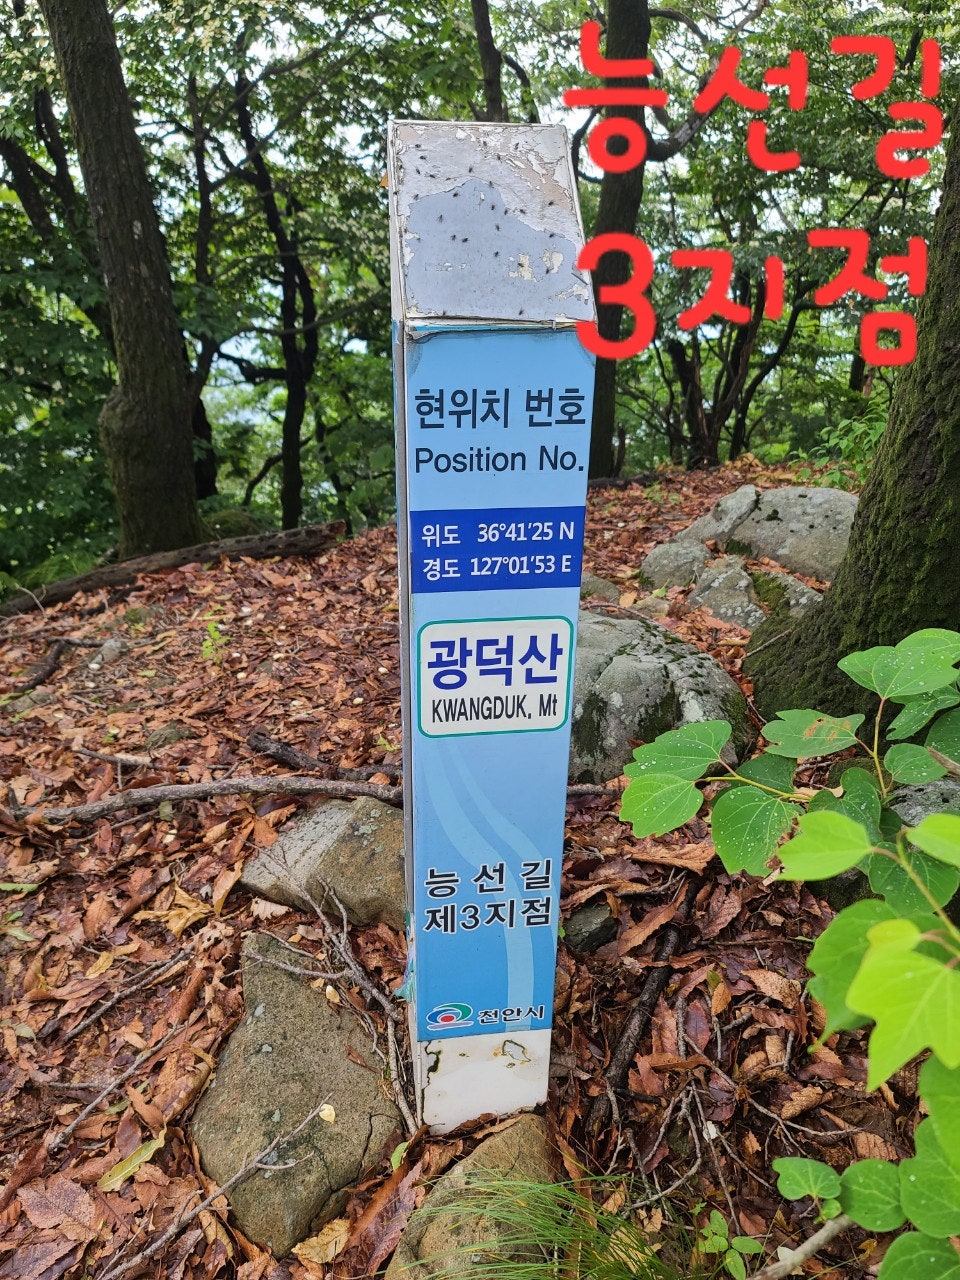 능선길
3지점
현위치 번호
Position No.
위도 36°41'25 N
경도 127°01'53 E
광덕산
KWANGDUK, Mt
능선길
제3지점
천안시